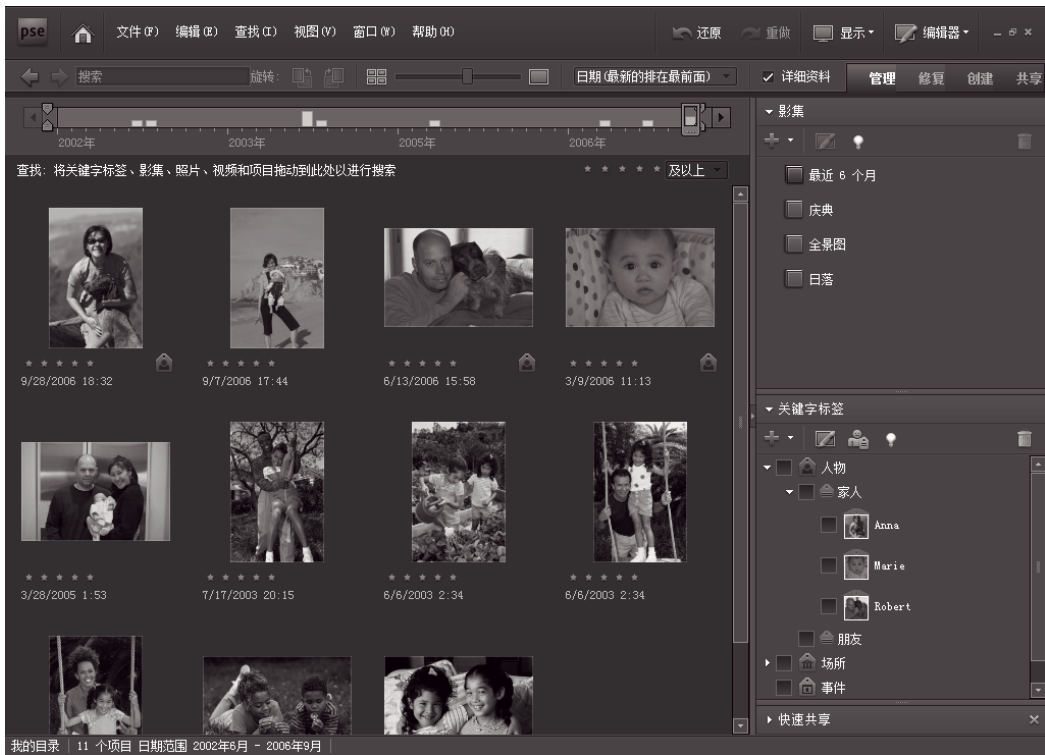 pse 文件(F) 编辑(E) 查找(I) 视图(V) 窗口(W) 帮助(H) 还原 重做 显示 编辑器
搜索 旋转: 日期(最新的排在最前面) 详细资料 管理 修复 创建 共享
2002年 2003年 2005年 2006年
查找: 将关键字标签、影集、照片、视频和项目拖动到此处以进行搜索 及以上
9/28/2006 18:32 9/7/2006 17:44 6/13/2006 15:58 3/9/2006 11:13
3/28/2005 1:53 7/17/2003 20:15 6/6/2003 2:34 6/6/2003 2:34
影集
最近 6 个月
庆典
全景图
日落
关键字标签
人物
家人
Anna
Marie
Robert
朋友
场所
事件
快速共享
我的目录 11 个项目 日期范围 2002年6月 - 2006年9月